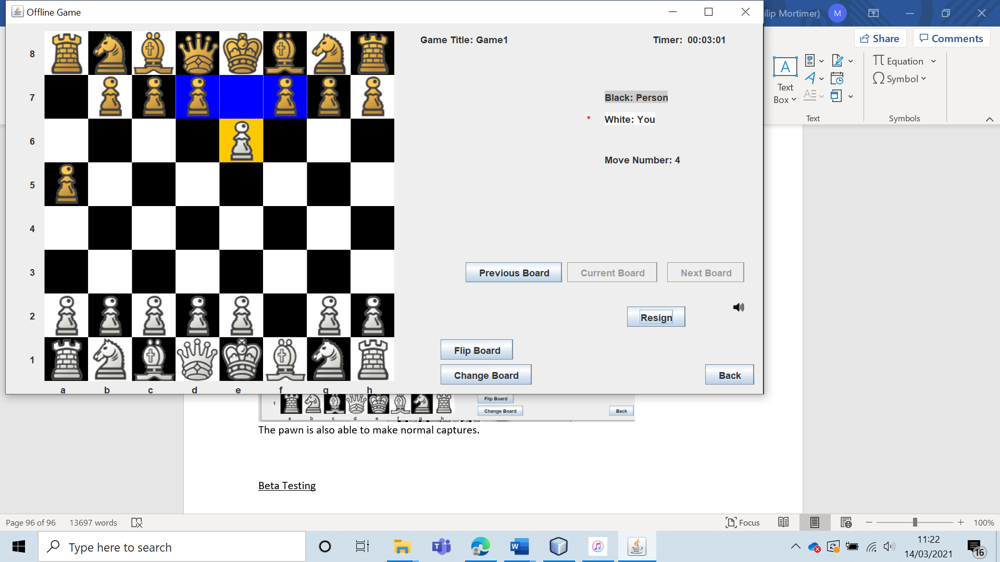 Offline Game
ilip Mortimer)
M
Share
Comments
Game Title: Game1
Timer: 00:03:01
8
7
6
5
4
3
2
1
a b c d e f g h
Black: Person
* White: You
Move Number: 4
Previous Board
Current Board
Next Board
Resign
Flip Board
Change Board
Back
A
Text
Box
A
Equation
Symbol
Text
Symbols
1
a b c d e f g h
Flip Board
Change Board
Back
The pawn is also able to make normal captures.
Beta Testing
Page 96 of 96
13697 words
Focus
100%
Type here to search
11:22
14/03/2021
16